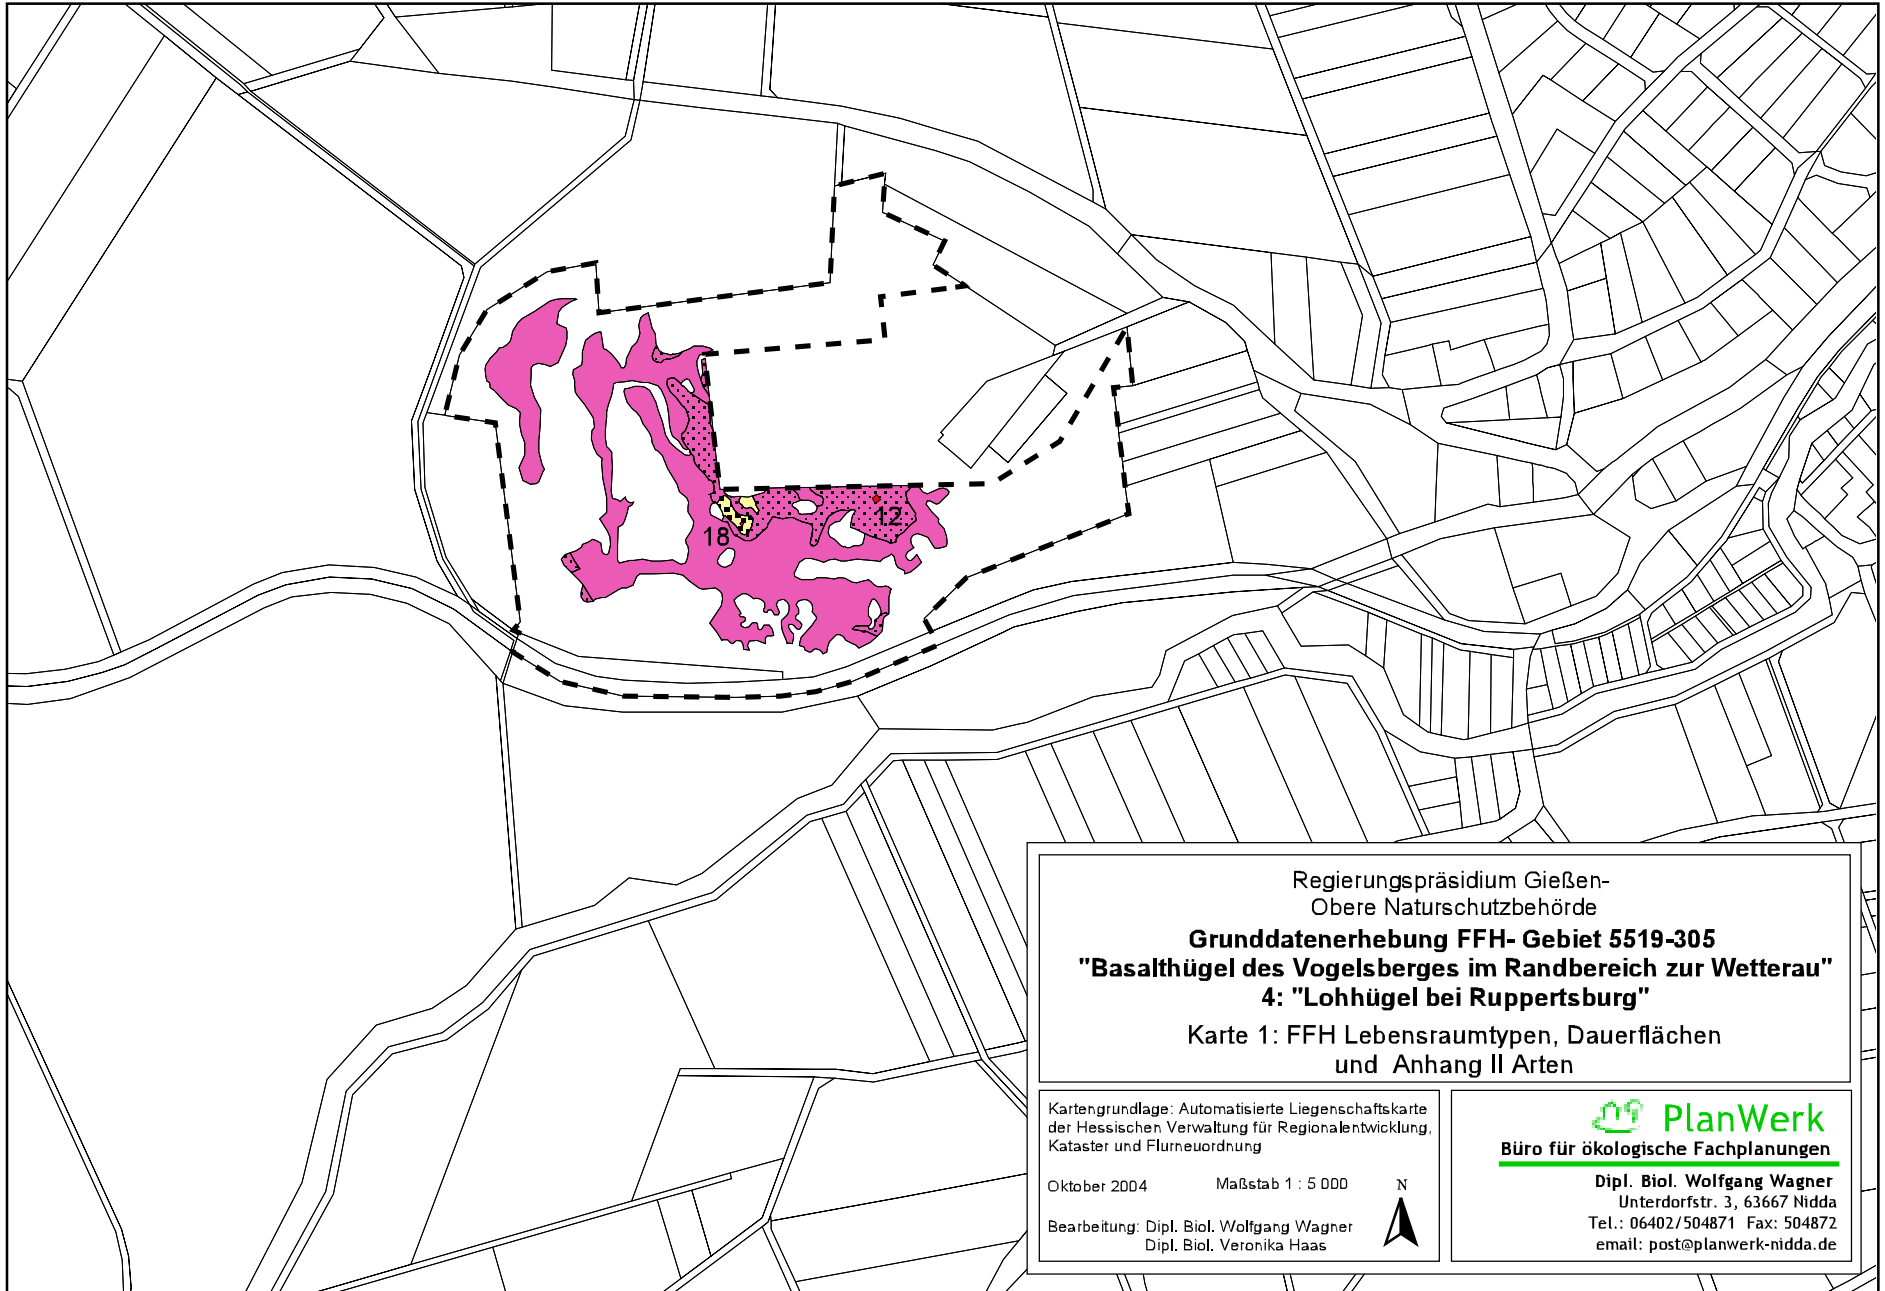 12
18
Regierungspräsidium Gießen-
Obere Naturschutzbehörde
Grunddatenerhebung FFH- Gebiet 5519-305
"Basalthügel des Vogelsberges im Randbereich zur Wetterau"
4: "Lohhügel bei Ruppertsburg"
Karte 1: FFH Lebensraumtypen, Dauerflächen
und Anhang II Arten
Kartengrundlage: Automatisierte Liegenschaftskarte
der Hessischen Verwaltung für Regionalentwicklung,
Kataster und Flurneuordnung
Oktober 2004 Maßstab 1 : 5 000
N
Bearbeitung: Dipl. Biol. Wolfgang Wagner
Dipl. Biol. Veronika Haas
PlanWerk
Büro für ökologische Fachplanungen
Dipl. Biol. Wolfgang Wagner
Unterdorfstr. 3, 63667 Nidda
Tel.: 06402/504871 Fax: 504872
email: post@planwerk-nidda.de